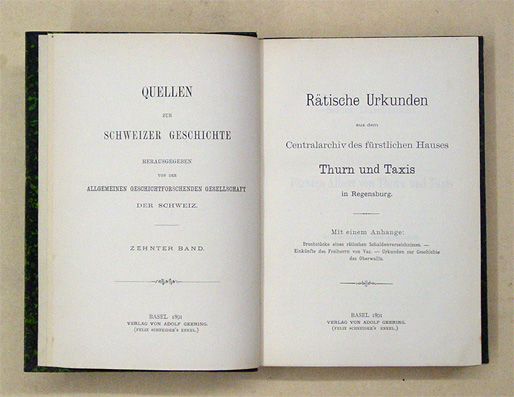 QUELLEN
ZUR
SCHWEIZER GESCHICHTE
HERAUSGEGEBEN
VON DER
ALLGEMEINEN GESCHICHTFORSCHENDEN GESELLSCHAFT
DER SCHWEIZ.
ZEHNTER BAND.
BASEL 1891
VERLAG VON ADOLF GEERING.
(FELIX SCHNEIDER'S ENKEL.)
Rätische Urkunden
aus dem
Centralarchiv des fürstlichen Hauses
Thurn und Taxis
in Regensburg.
Mit einem Anhange:
Bruchstücke eines rätischen Schuldenverzeichnisses. —
Einkünfte des Freiherrn von Vaz. — Urkunden zur Geschichte
des Oberwallis.
BASEL 1891
VERLAG VON ADOLF GEERING.
(FELIX SCHNEIDER'S ENKEL.)